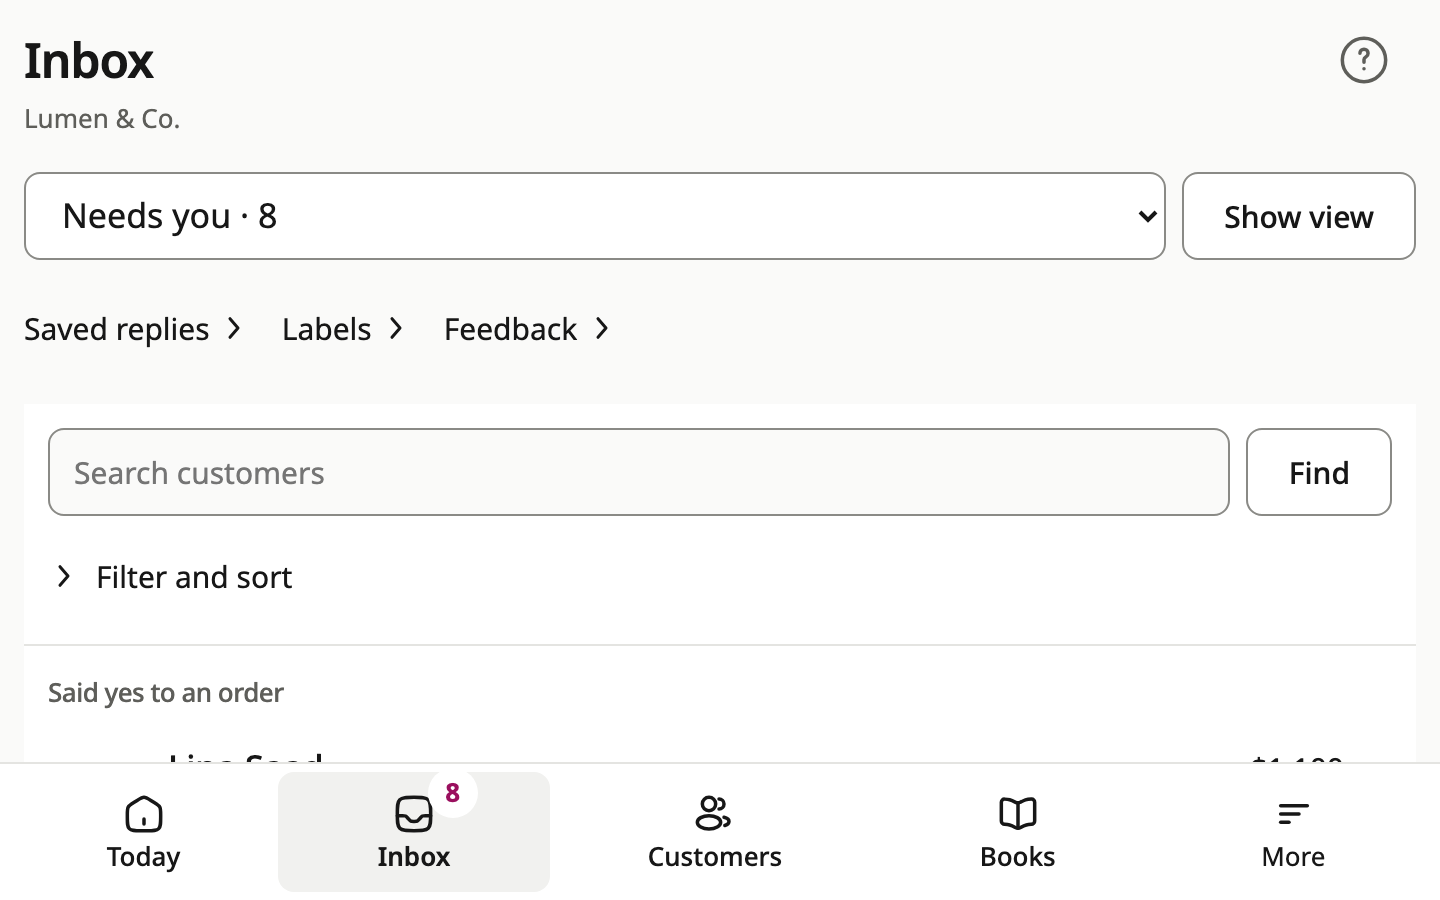 Inbox
Lumen & Co.
Needs you · 8
Show view
Saved replies
Labels
Feedback
Search customers
Find
Filter and sort
Said yes to an order
8
Today
Inbox
Customers
Books
More